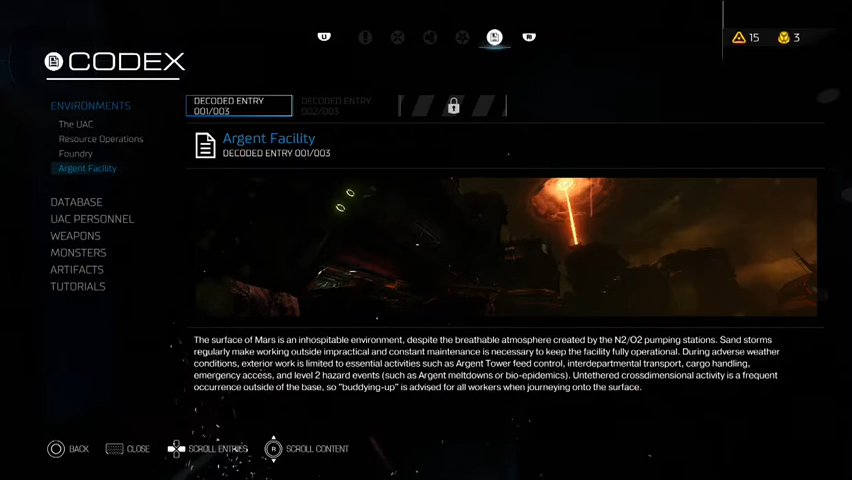 U
R1
15
3
CODEX
ENVIRONMENTS
The UAC
Resource Operations
Foundry
Argent Facility
DATABASE
UAC PERSONNEL
WEAPONS
MONSTERS
ARTIFACTS
TUTORIALS
DECODED ENTRY
001/003
DECODED ENTRY
002/003
Argent Facility
DECODED ENTRY 001/003
The surface of Mars is an inhospitable environment, despite the breathable atmosphere created by the N2/O2 pumping stations. Sand storms
regularly make working outside impractical and constant maintenance is necessary to keep the facility fully operational. During adverse weather
conditions, exterior work is limited to essential activities such as Argent Tower feed control, interdepartmental transport, cargo handling,
emergency access, and level 2 hazard events (such as Argent meltdowns or bio-epidemics). Untethered crossdimensional activity is a frequent
occurrence outside of the base, so "buddying-up" is advised for all workers when journeying onto the surface.
BACK
CLOSE
SCROLL ENTRIES
R
SCROLL CONTENT